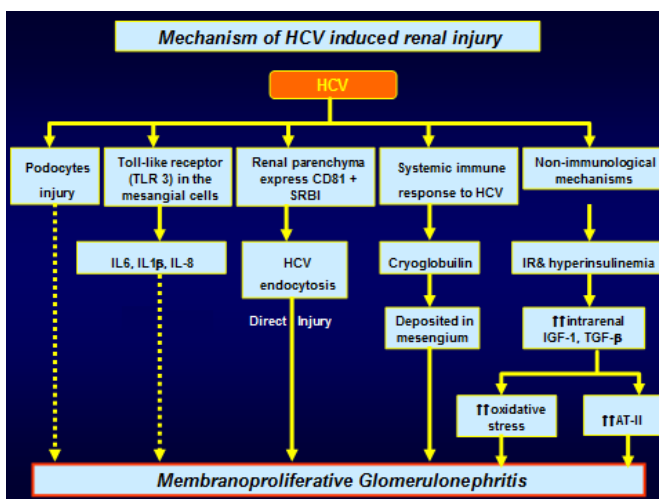 Mechanism of HCV induced renal injury
HCV
Podocytes
injury
Toll-like receptor
(TLR 3) in the
mesangial cells
Renal parenchyma
express CD81 +
SRBI
Systemic immune
response to HCV
Non-immunological
mechanisms
IL6, IL1β, IL-8
HCV
endocytosis
Cryoglobuilin
IR& hyperinsulinemia
Direct Injury
Deposited in
mesengium
⇈intrarenal
IGF-1, TGF-β
⇈oxidative
stress
⇈AT-II
Membranoproliferative Glomerulonephritis